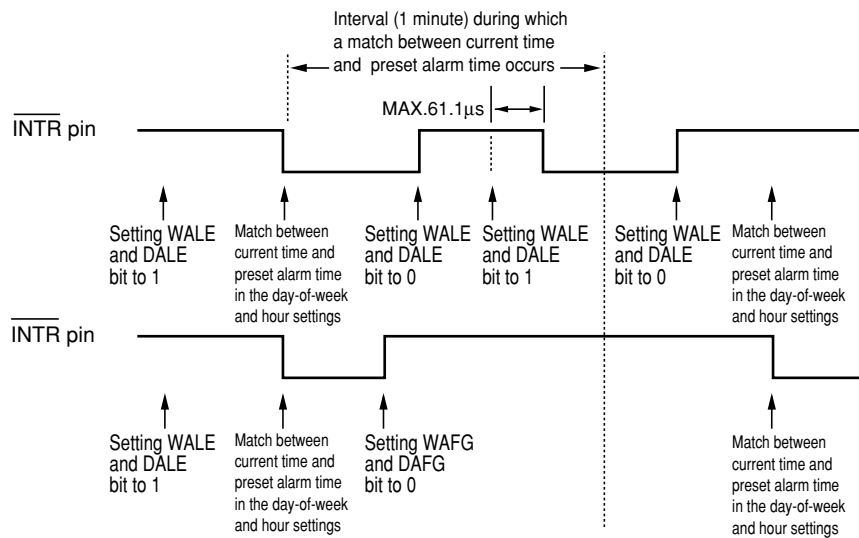 Interval (1 minute) during which
a match between current time
and preset alarm time occurs
MAX.61.1μs
INTR pin
Setting WALE
and DALE
bit to 1
Match between
current time and
preset alarm time
in the day-of-week
and hour settings
Setting WALE
and DALE
bit to 0
Setting WALE
and DALE
bit to 1
Setting WALE
and DALE
bit to 0
Match between
current time and
preset alarm time
in the day-of-week
and hour settings
INTR pin
Setting WALE
and DALE
bit to 1
Match between
current time and
preset alarm time
in the day-of-week
and hour settings
Setting WAFG
and DAFG
bit to 0
Match between
current time and
preset alarm time
in the day-of-week
and hour settings